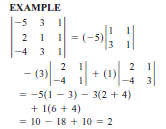 EXAMPLE
|-5 3 1|
| 2 1 1| = (-5)|1 1|
|-4 3 1| |3 1|
- (3)| 2 1| + (1)| 2 1|
|-4 1| |-4 3|
= -5(1 - 3) - 3(2 + 4)
+ 1(6 + 4)
= 10 - 18 + 10 = 2